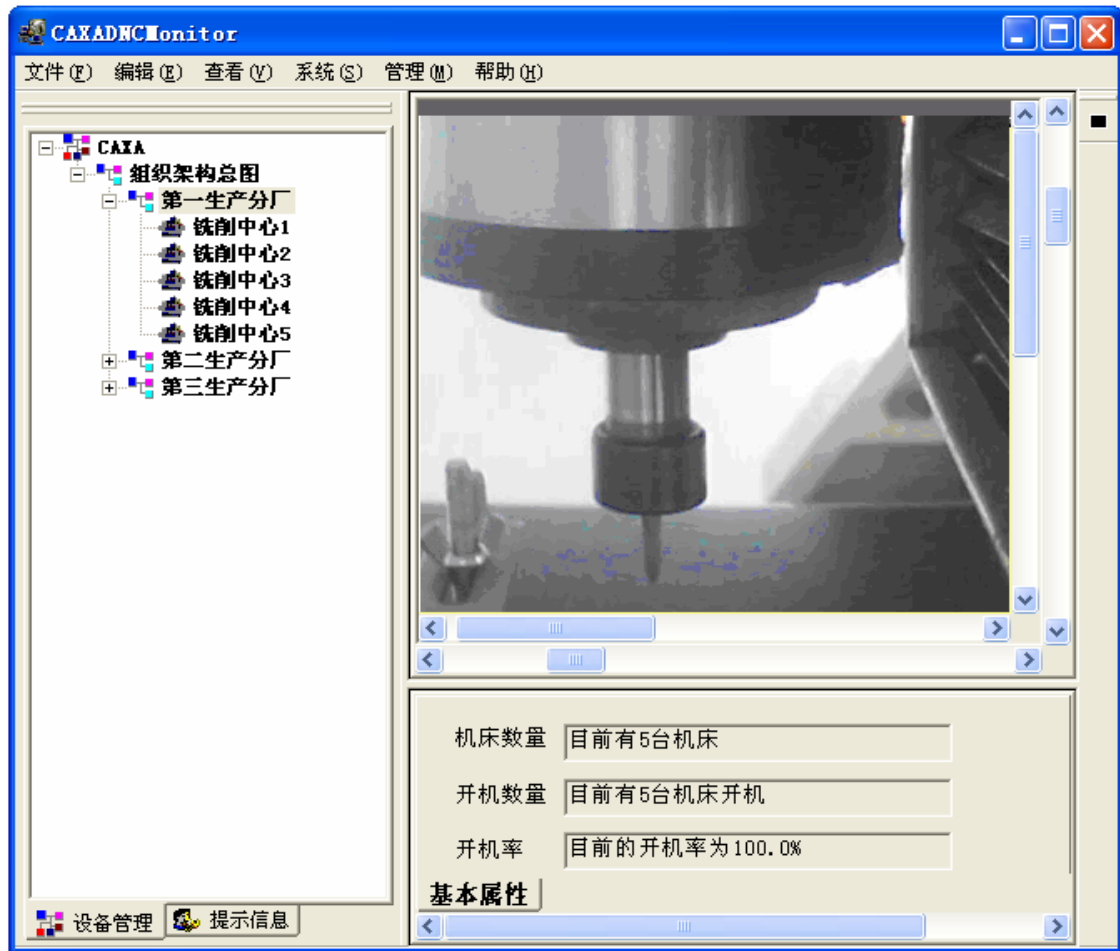 CAXADNCMonitor
文件(F) 编辑(E) 查看(V) 系统(S) 管理(M) 帮助(H)
CAXA
组织架构总图
第一生产分厂
铣削中心1
铣削中心2
铣削中心3
铣削中心4
铣削中心5
第二生产分厂
第三生产分厂
设备管理 提示信息
机床数量 目前有5台机床
开机数量 目前有5台机床开机
开机率 目前的开机率为100.0%
基本属性